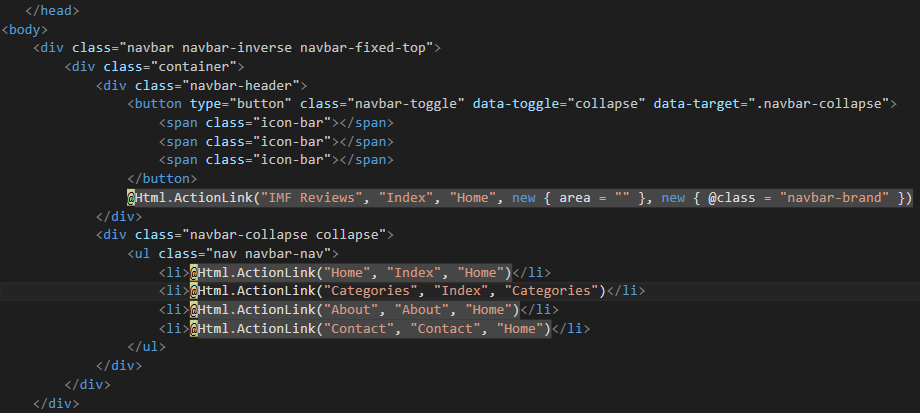 </head>
<body>
<div class="navbar navbar-inverse navbar-fixed-top">
<div class="container">
<div class="navbar-header">
<button type="button" class="navbar-toggle" data-toggle="collapse" data-target=".navbar-collapse">
<span class="icon-bar"></span>
<span class="icon-bar"></span>
<span class="icon-bar"></span>
</button>
@Html.ActionLink("IMF Reviews", "Index", "Home", new { area = "" }, new { @class = "navbar-brand" })
</div>
<div class="navbar-collapse collapse">
<ul class="nav navbar-nav">
<li>@Html.ActionLink("Home", "Index", "Home")</li>
<li>@Html.ActionLink("Categories", "Index", "Categories")</li>
<li>@Html.ActionLink("About", "About", "Home")</li>
<li>@Html.ActionLink("Contact", "Contact", "Home")</li>
</ul>
</div>
</div>
</div>